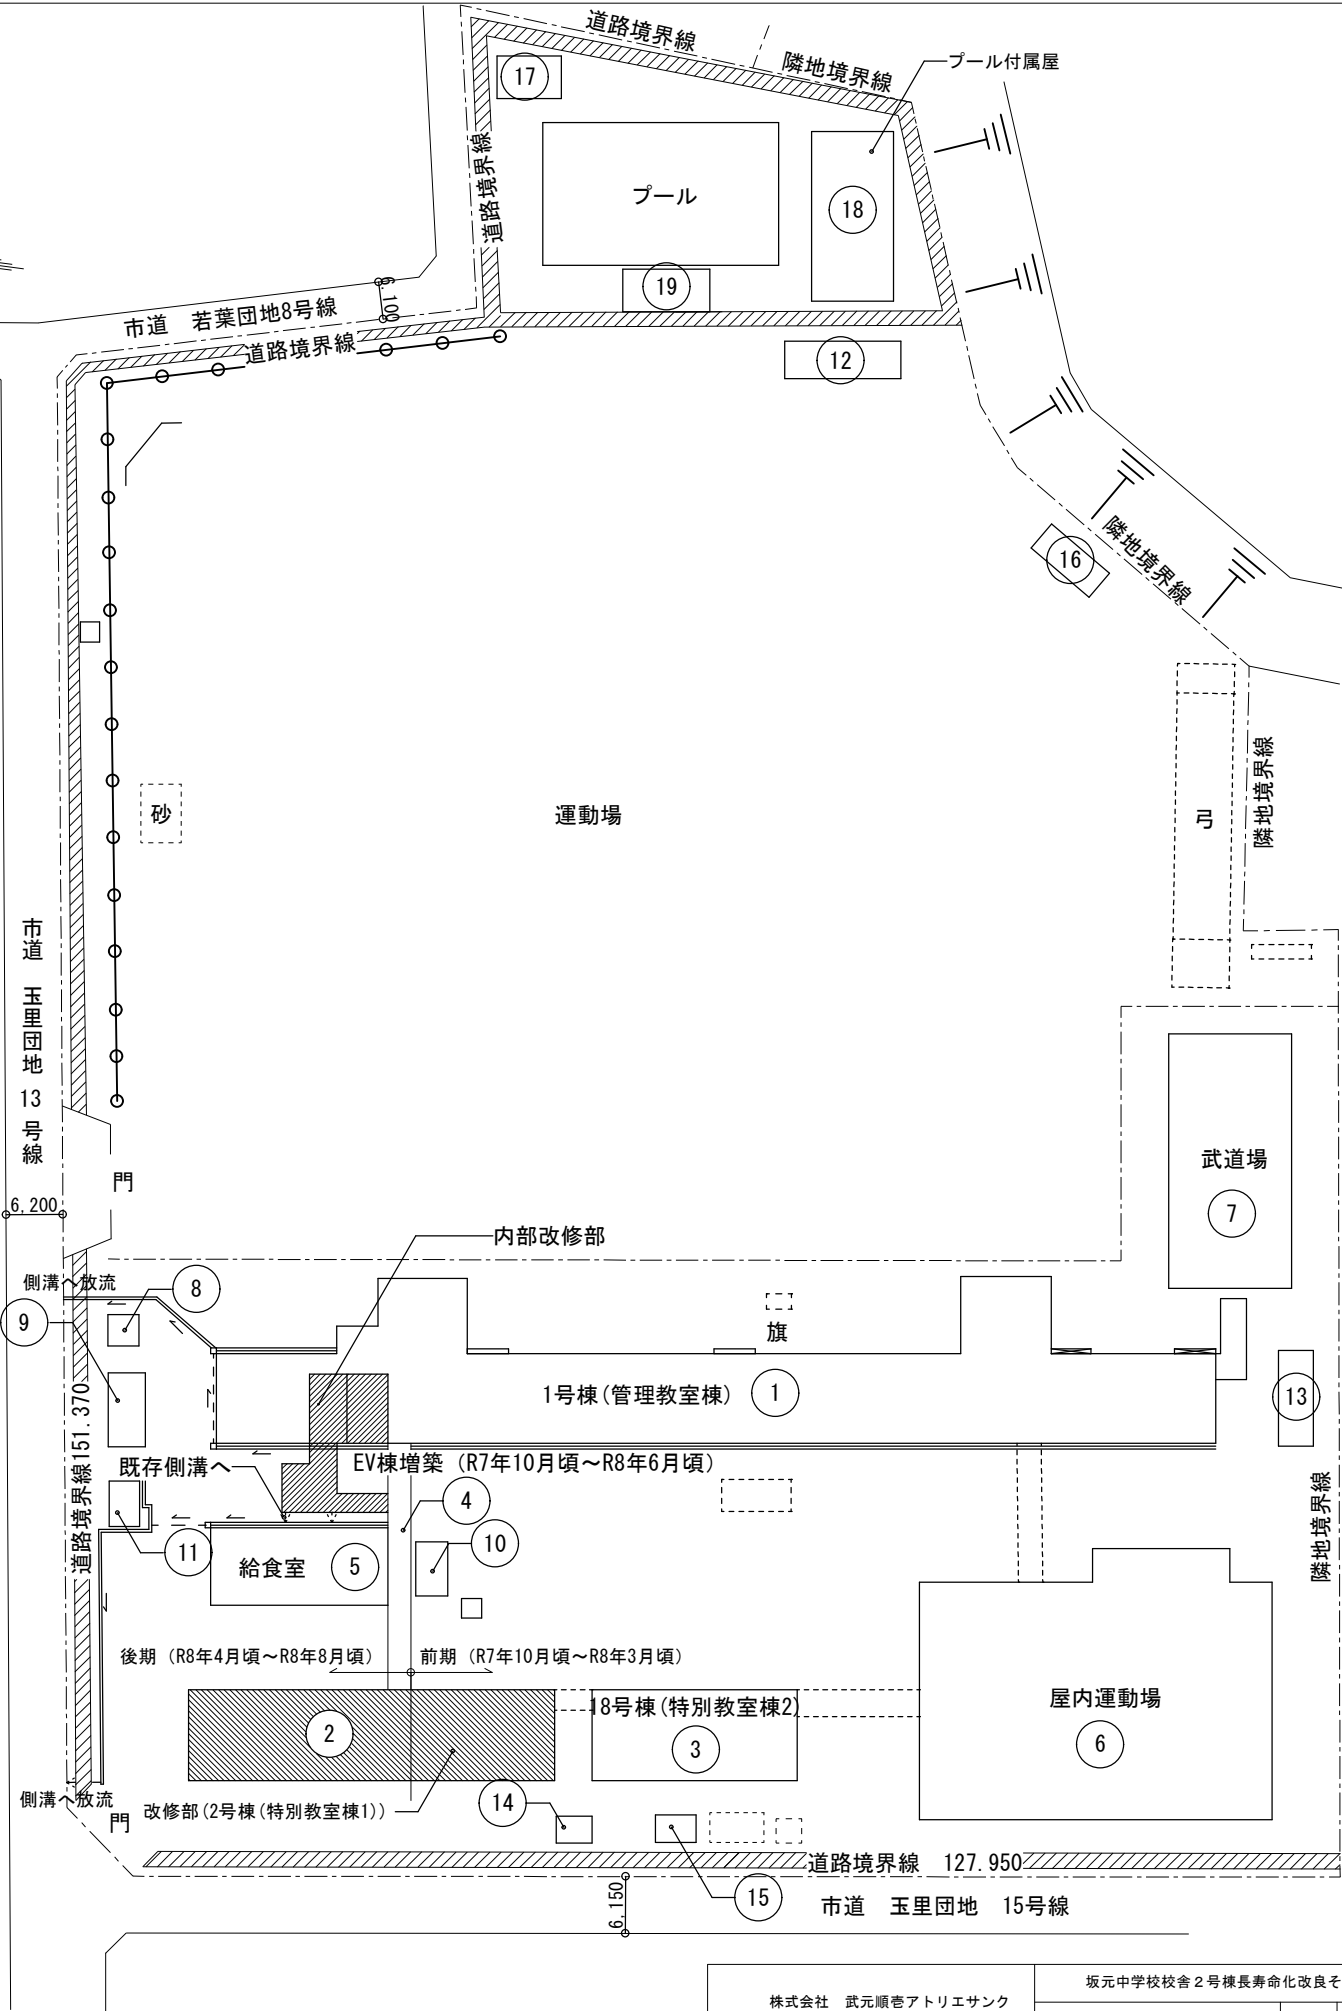 道路境界線
隣地境界線
プール付属屋
17
道路境界線
プール
18
19
6.100
市道 若葉団地8号線
道路境界線
12
16
隣地境界線
砂
運動場
弓
隣地境界線
市道 玉里団地 13 号線
門
武道場
7
6,200
内部改修部
側溝へ放流
8
9
旗
1号棟(管理教室棟)
1
13
道路境界線151.370
既存側溝へ
EV棟増築 (R7年10月頃～R8年6月頃)
4
11
給食室
5
10
隣地境界線
後期 (R8年4月頃～R8年8月頃)
前期 (R7年10月頃～R8年3月頃)
18号棟(特別教室棟2)
屋内運動場
2
3
6
側溝へ放流
門
改修部(2号棟(特別教室棟1))
14
道路境界線 127.950
15
6,150
市道 玉里団地 15号線
坂元中学校校舎２号棟長寿命化改良そ
株式会社 武元順壱アトリエサンク